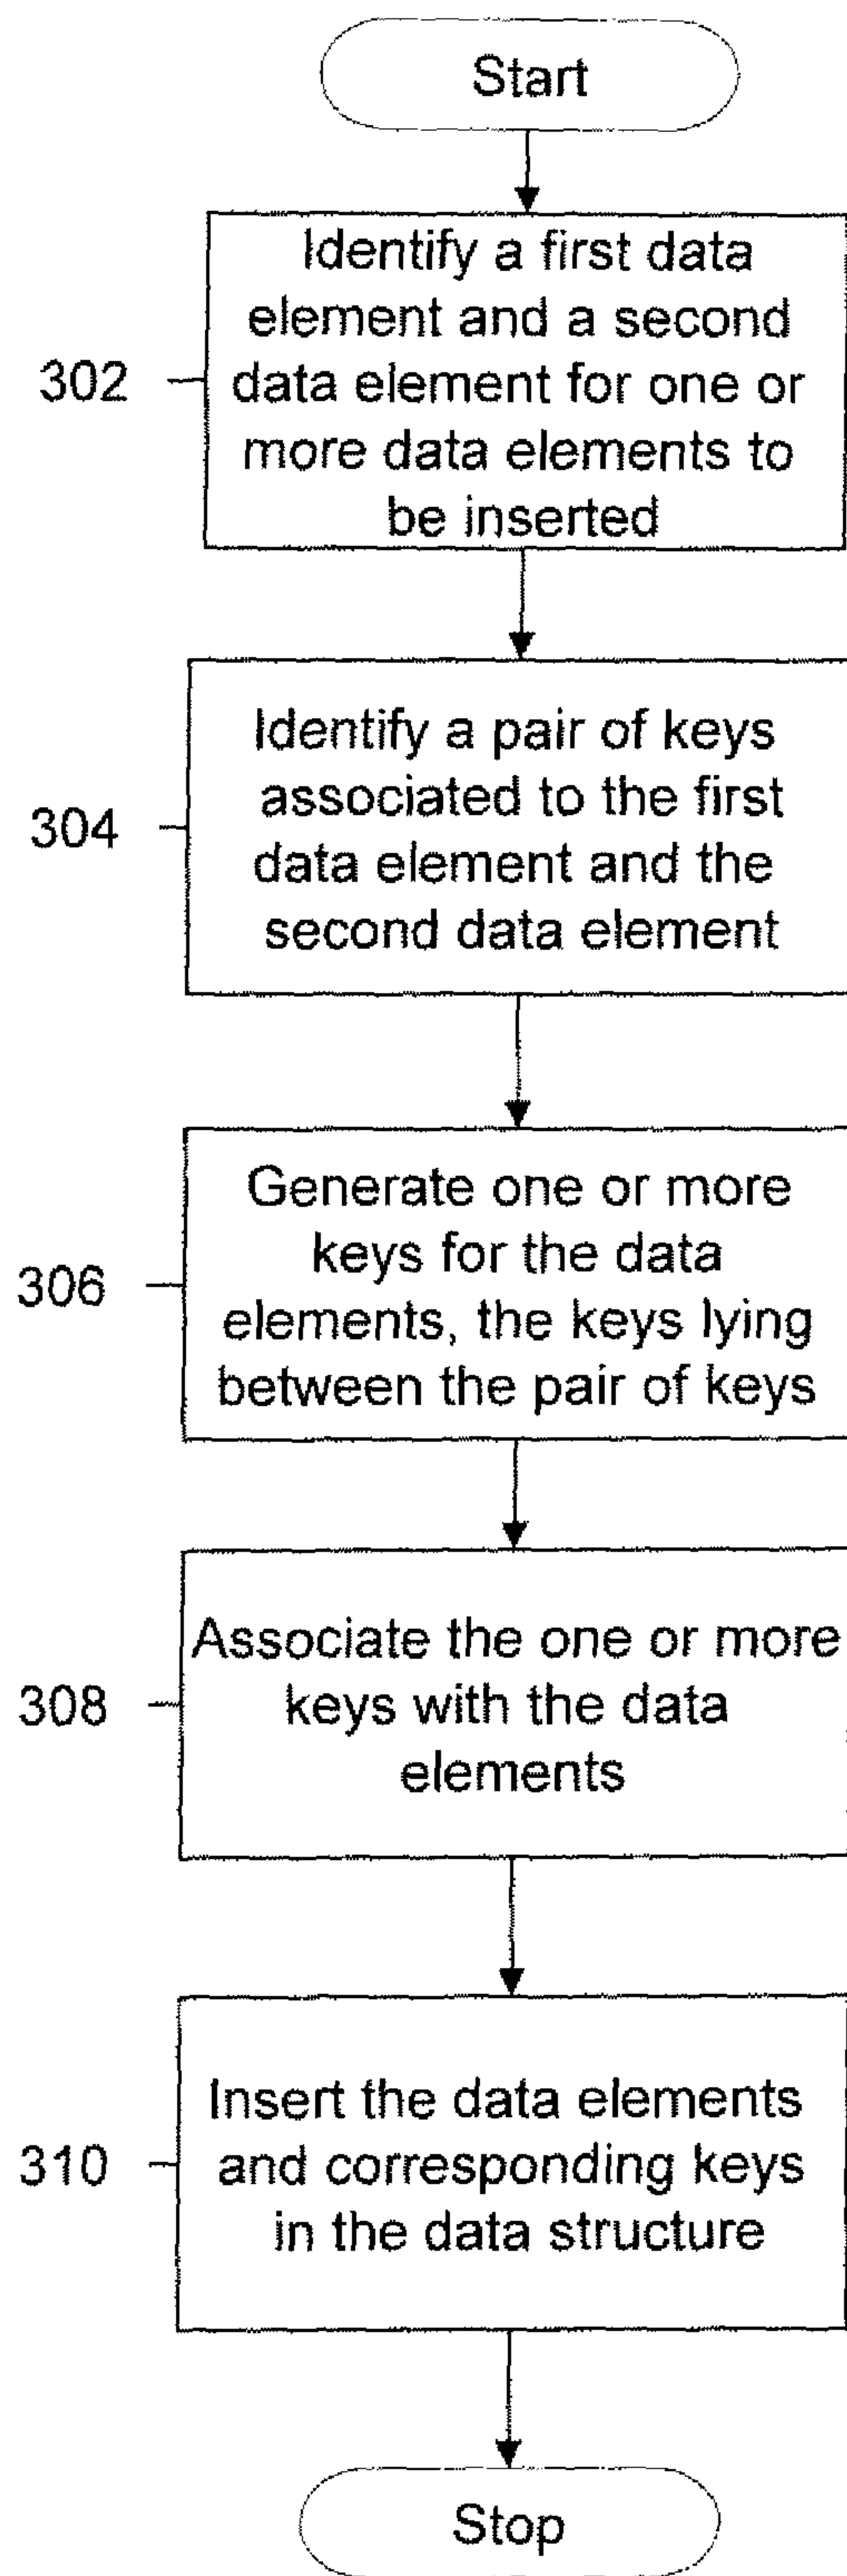 Start
Identify a first data
element and a second
302
data element for one or
more data elements to
be inserted
Identify a pair of keys
associated to the first
304
data element and the
second data element
Generate one or more
keys for the data
306
elements, the keys lying
between the pair of keys
Associate the one or more
308
keys with the data
elements
Insert the data elements
310
and corresponding keys
in the data structure
Stop